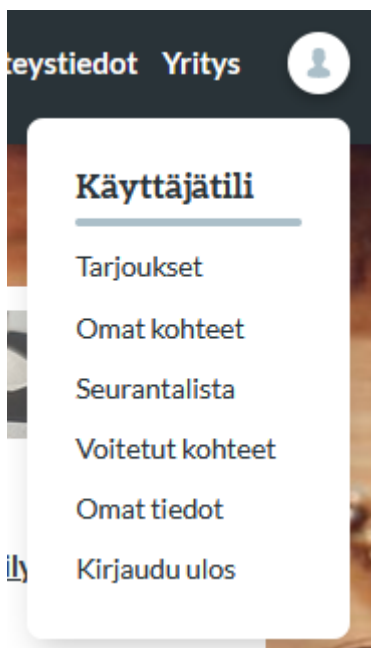 teystiedot Yritys
Käyttäjätili
Tarjoukset
Omat kohteet
Seurantalista
Voitetut kohteet
Omat tiedot
Kirjaudu ulos